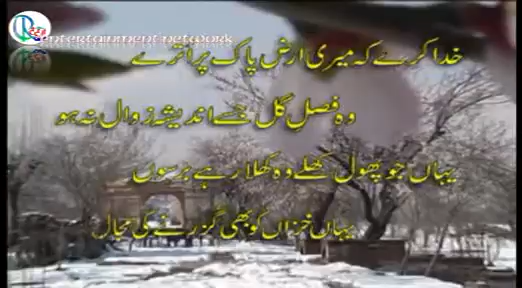 entertainment network
خدا کرے کہ میری ارض پاک پر اترے
وہ فصلِ گل جسے اندیشہ زوال نہ ہو
یہاں جو پھول کھلے وہ کھلا رہے برسوں
یہاں خزاں کو بھی گزرنے کی مجال